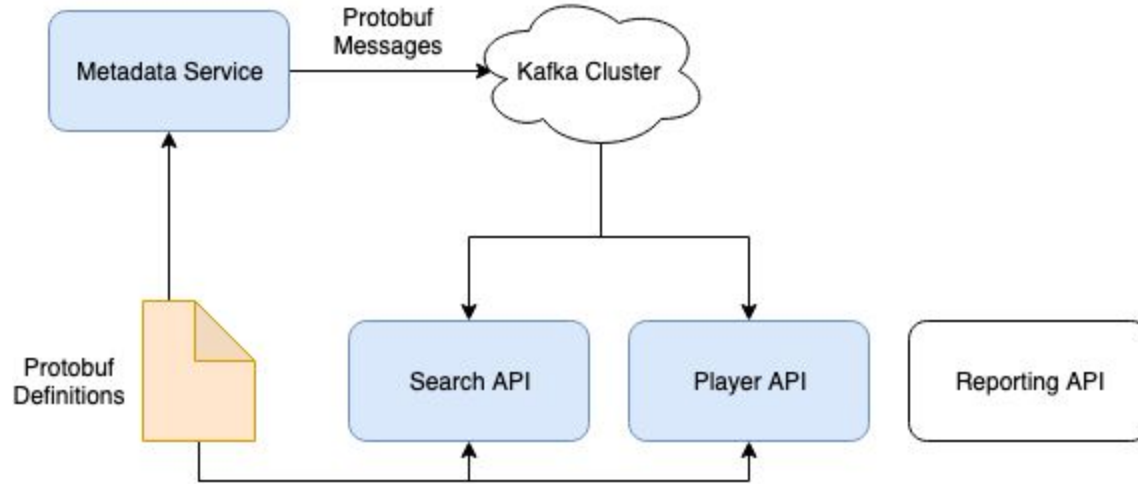 Protobuf
Messages
Metadata Service
Kafka Cluster
Protobuf
Definitions
Search API
Player API
Reporting API